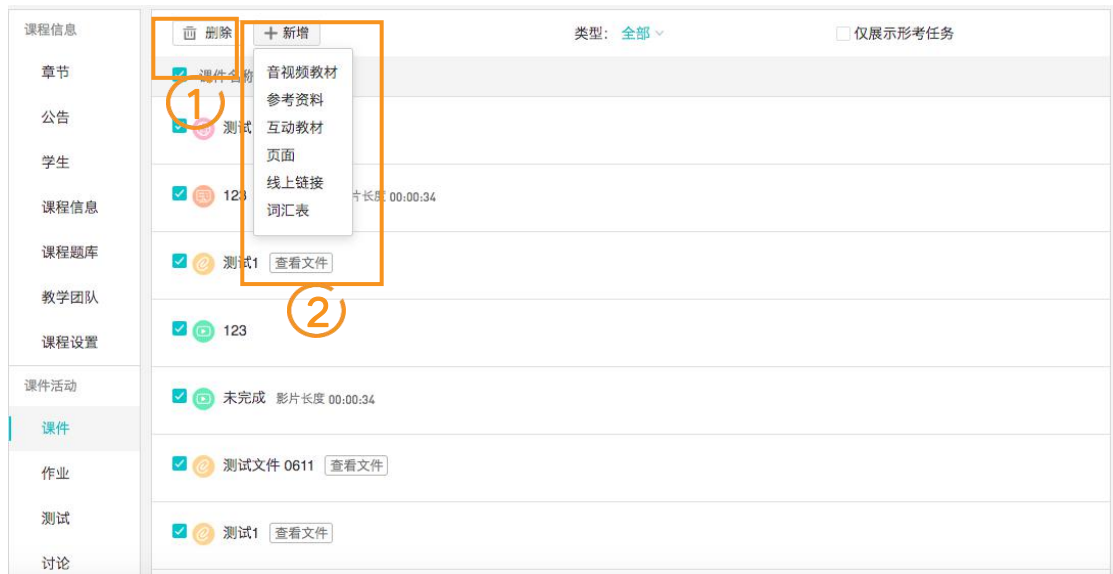 课程信息
章节
公告
学生
课程信息
课程题库
教学团队
课程设置
课件活动
课件
作业
测试
讨论
删除 新增 类型: 全部 仅展示形考任务
课件名称
音视频教材
参考资料
互动教材
页面
线上链接
词汇表
①
②
测试
123 片长度 00:00:34
测试1 查看文件
123
未完成 影片长度 00:00:34
测试文件 0611 查看文件
测试1 查看文件